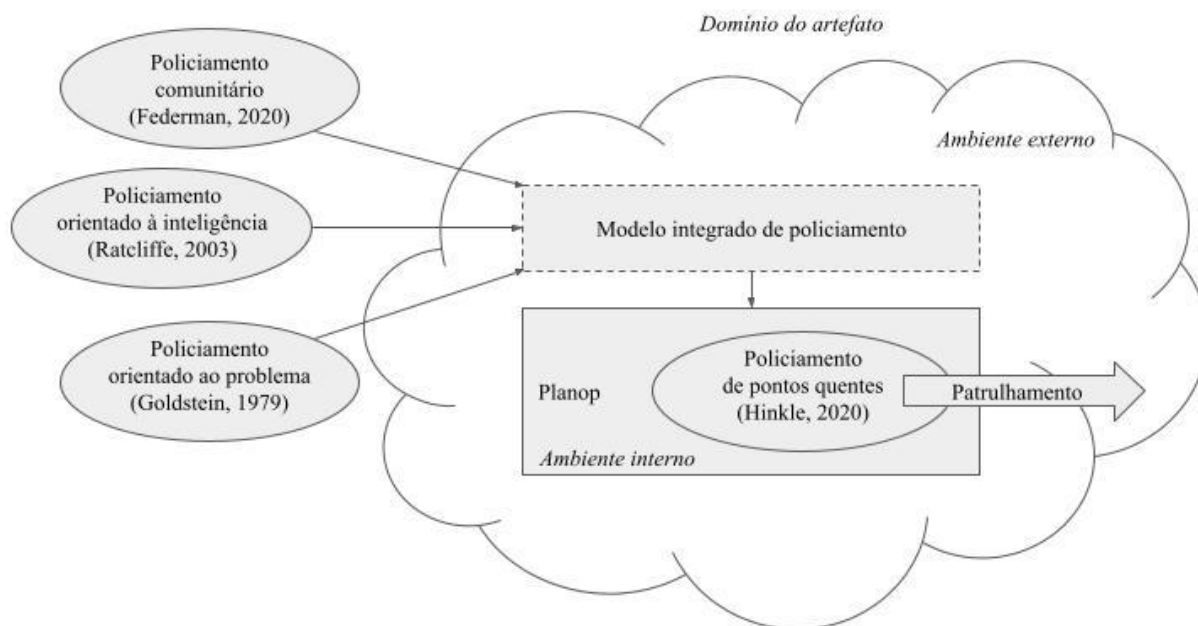 Domínio do artefato
Policiamento
comunitário
(Federman, 2020)
Ambiente externo
Policiamento
orientado à inteligência
(Ratcliffe, 2003)
Modelo integrado de policiamento
Policiamento
orientado ao problema
(Goldstein, 1979)
Planop
Policiamento
de pontos quentes
(Hinkle, 2020)
Patrulhamento
Ambiente interno